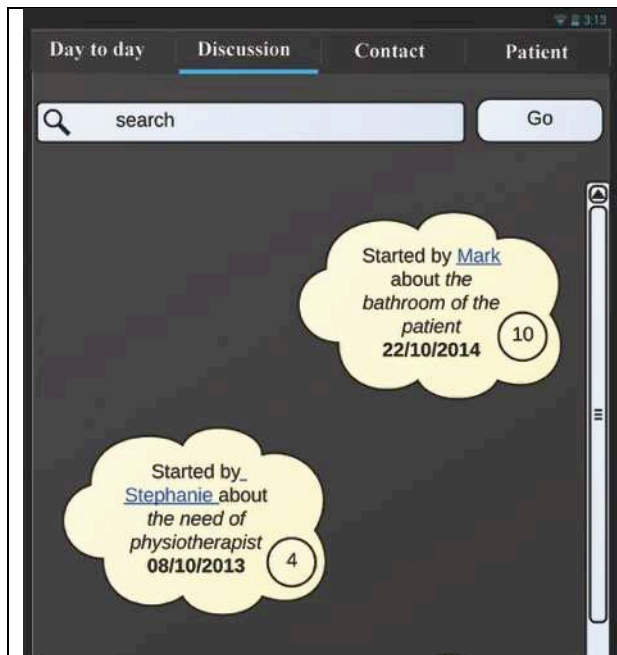 3:13
Day to day Discussion Contact Patient
search Go
Started by Mark
about the
bathroom of the
patient
22/10/2014
10
Started by
Stephanie about
the need of
physiotherapist
08/10/2013
4